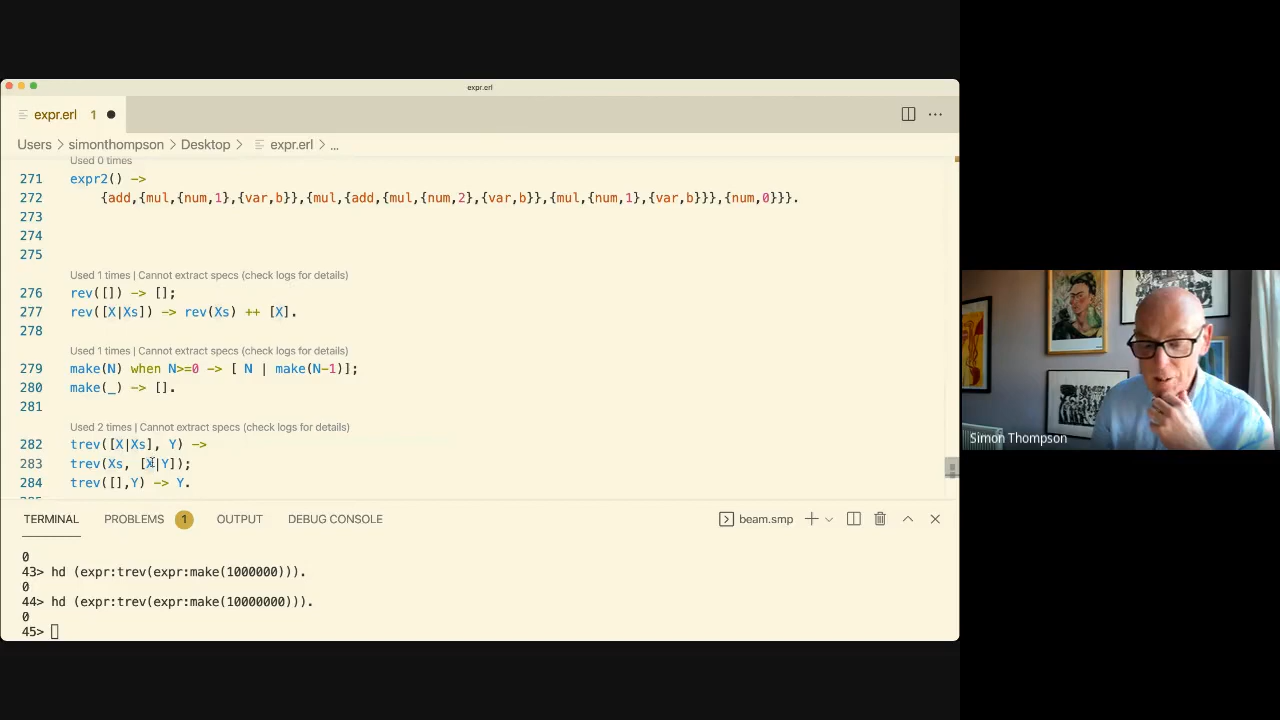 expr.erl
expr.erl 1
Users > simonthompson > Desktop > expr.erl > ...
Used 0 times
271 expr2() ->
272 {add,{mul,{num,1},{var,b}},{mul,{add,{mul,{num,2},{var,b}},{mul,{num,1},{var,b}}},{num,0}}}.
273
274
275
Used 1 times | Cannot extract specs (check logs for details)
276 rev([]) -> [];
277 rev([X|Xs]) -> rev(Xs) ++ [X].
278
Used 1 times | Cannot extract specs (check logs for details)
279 make(N) when N>=0 -> [ N | make(N-1)];
280 make(_) -> [].
281
Used 2 times | Cannot extract specs (check logs for details)
282 trev([X|Xs], Y) ->
283 trev(Xs, [X|Y]);
284 trev([],Y) -> Y.
TERMINAL PROBLEMS 1 OUTPUT DEBUG CONSOLE beam.smp
0
43> hd (expr:trev(expr:make(1000000))).
0
44> hd (expr:trev(expr:make(10000000))).
0
45>
Simon Thompson